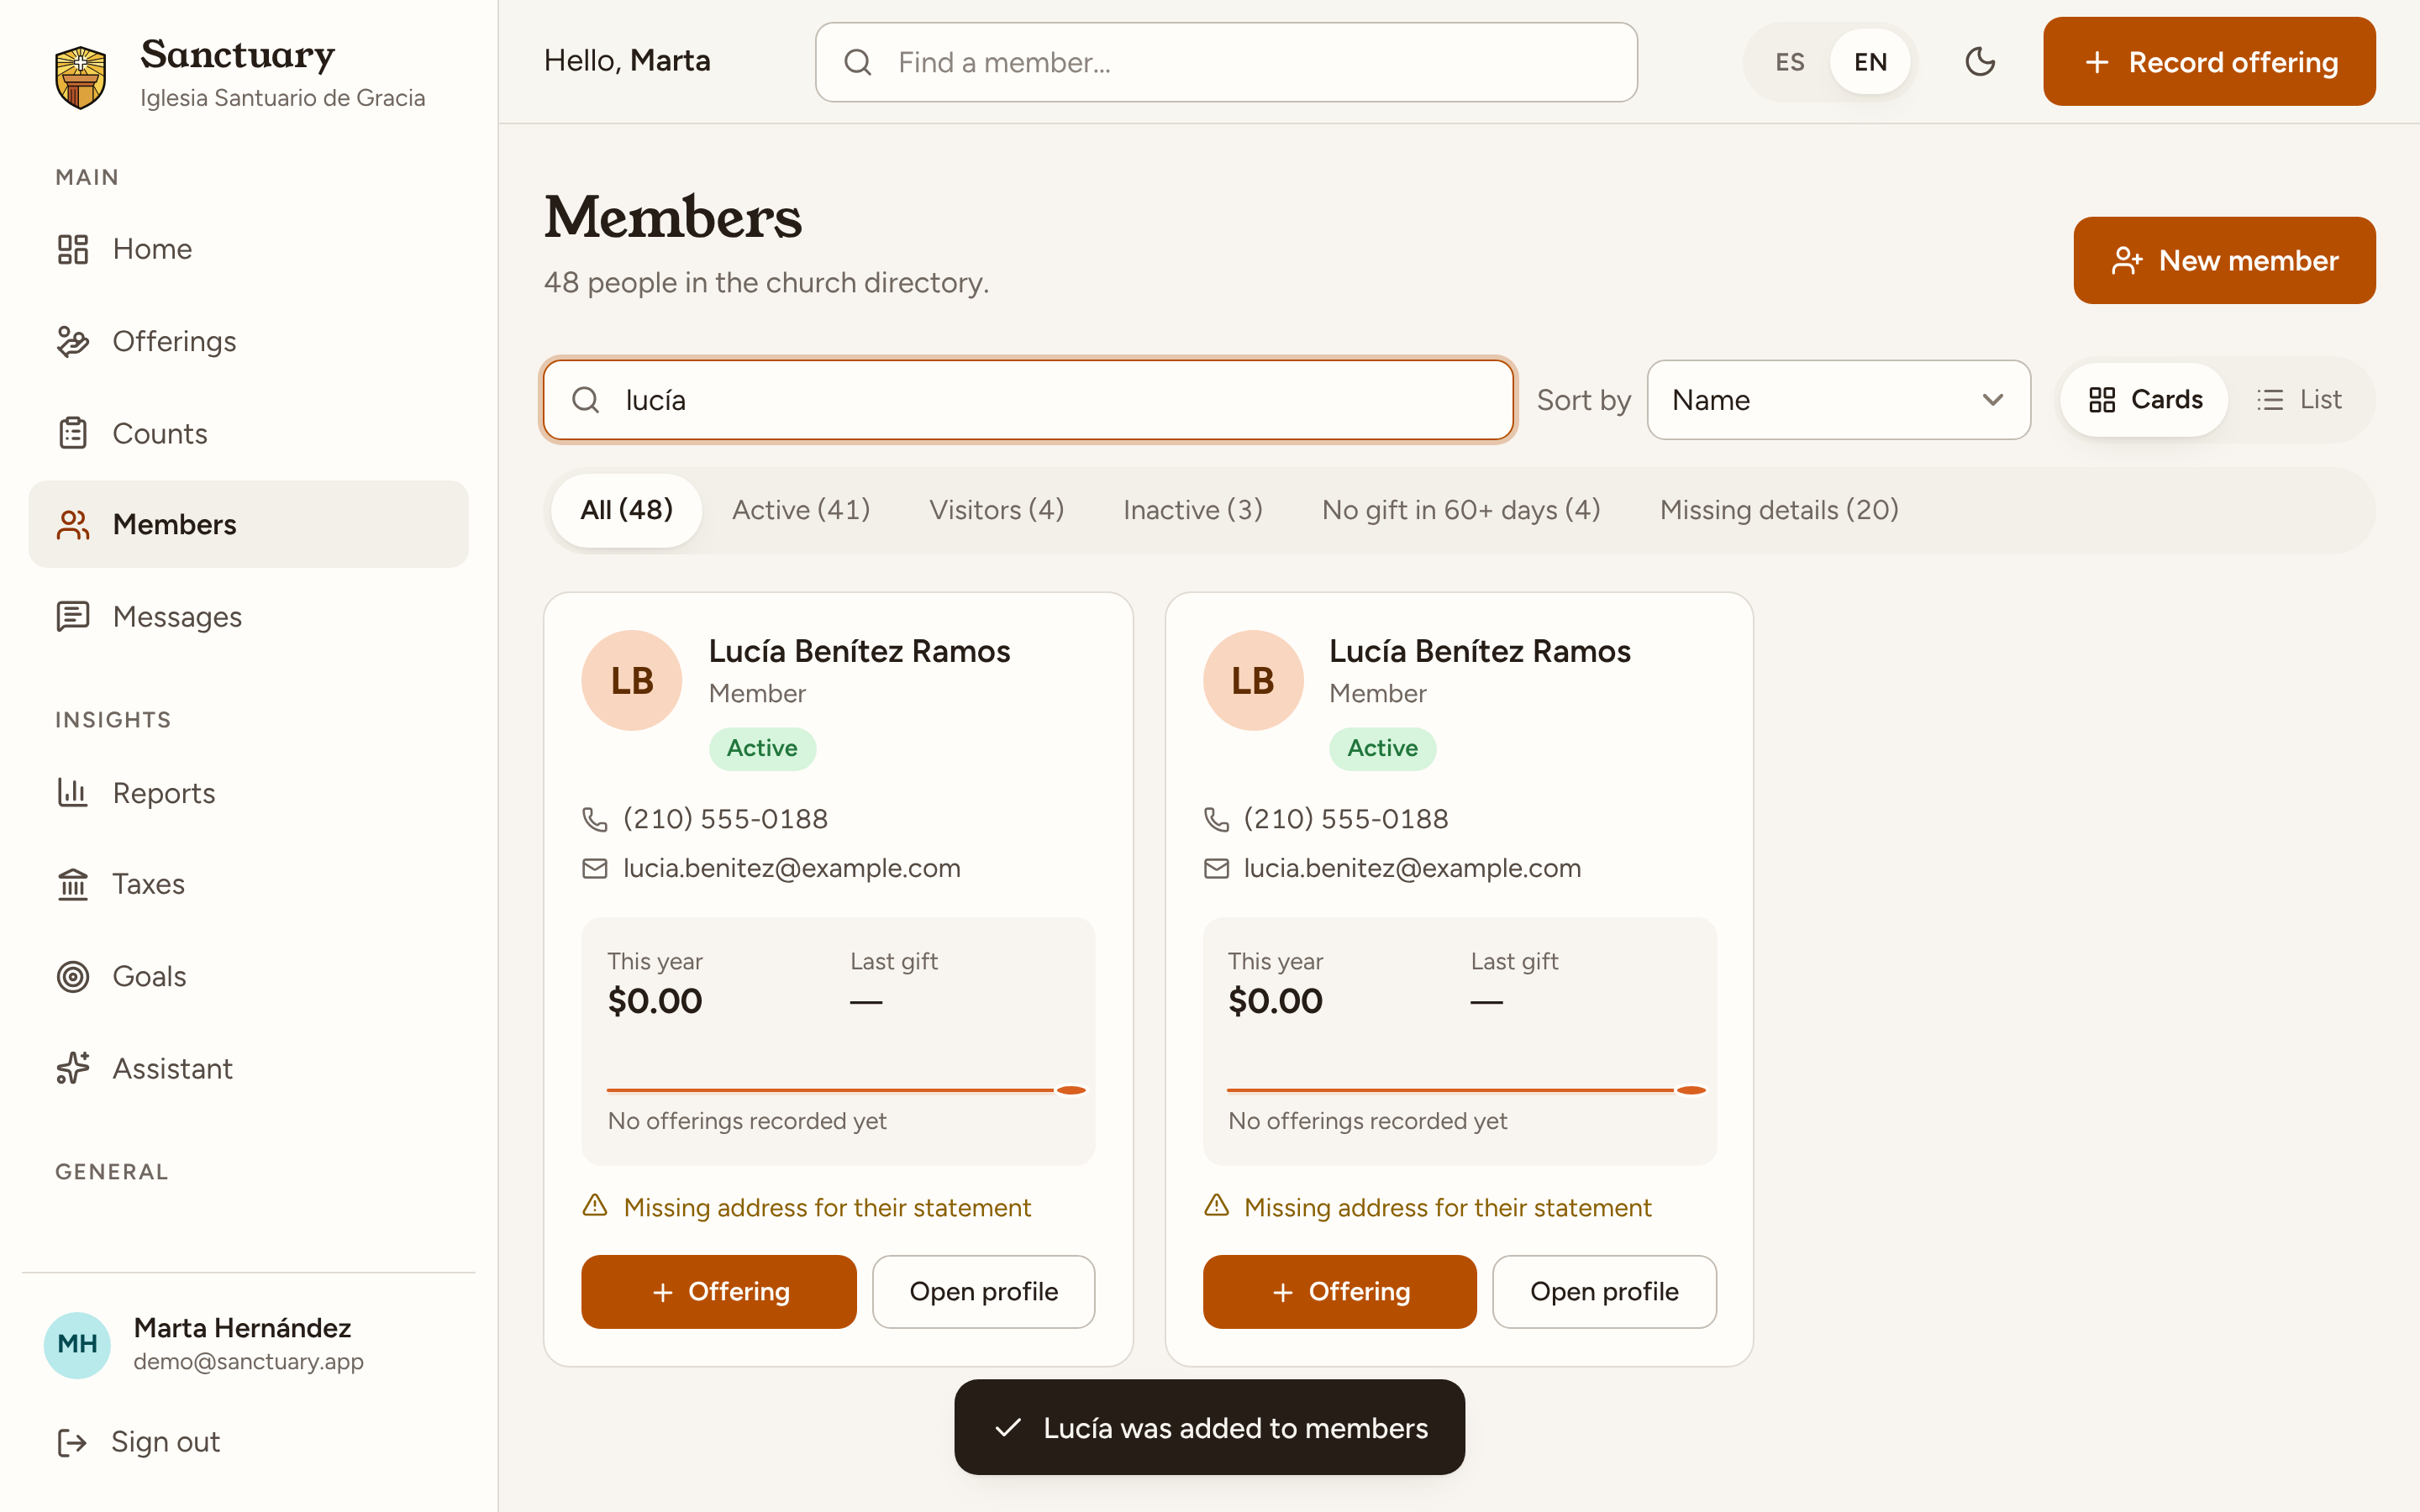 Sanctuary
Iglesia Santuario de Gracia
MAIN
Home
Offerings
Counts
Members
Messages
INSIGHTS
Reports
Taxes
Goals
Assistant
GENERAL
MH
Marta Hernández
demo@sanctuary.app
Sign out
Hello, Marta
Find a member...
ES EN
Record offering
Members
48 people in the church directory.
New member
lucía
Sort by Name
Cards List
All (48) Active (41) Visitors (4) Inactive (3) No gift in 60+ days (4) Missing details (20)
LB
Lucía Benítez Ramos
Member
Active
(210) 555-0188
lucia.benitez@example.com
This year Last gift
$0.00 —
No offerings recorded yet
Missing address for their statement
+ Offering Open profile
LB
Lucía Benítez Ramos
Member
Active
(210) 555-0188
lucia.benitez@example.com
This year Last gift
$0.00 —
No offerings recorded yet
Missing address for their statement
+ Offering Open profile
Lucía was added to members